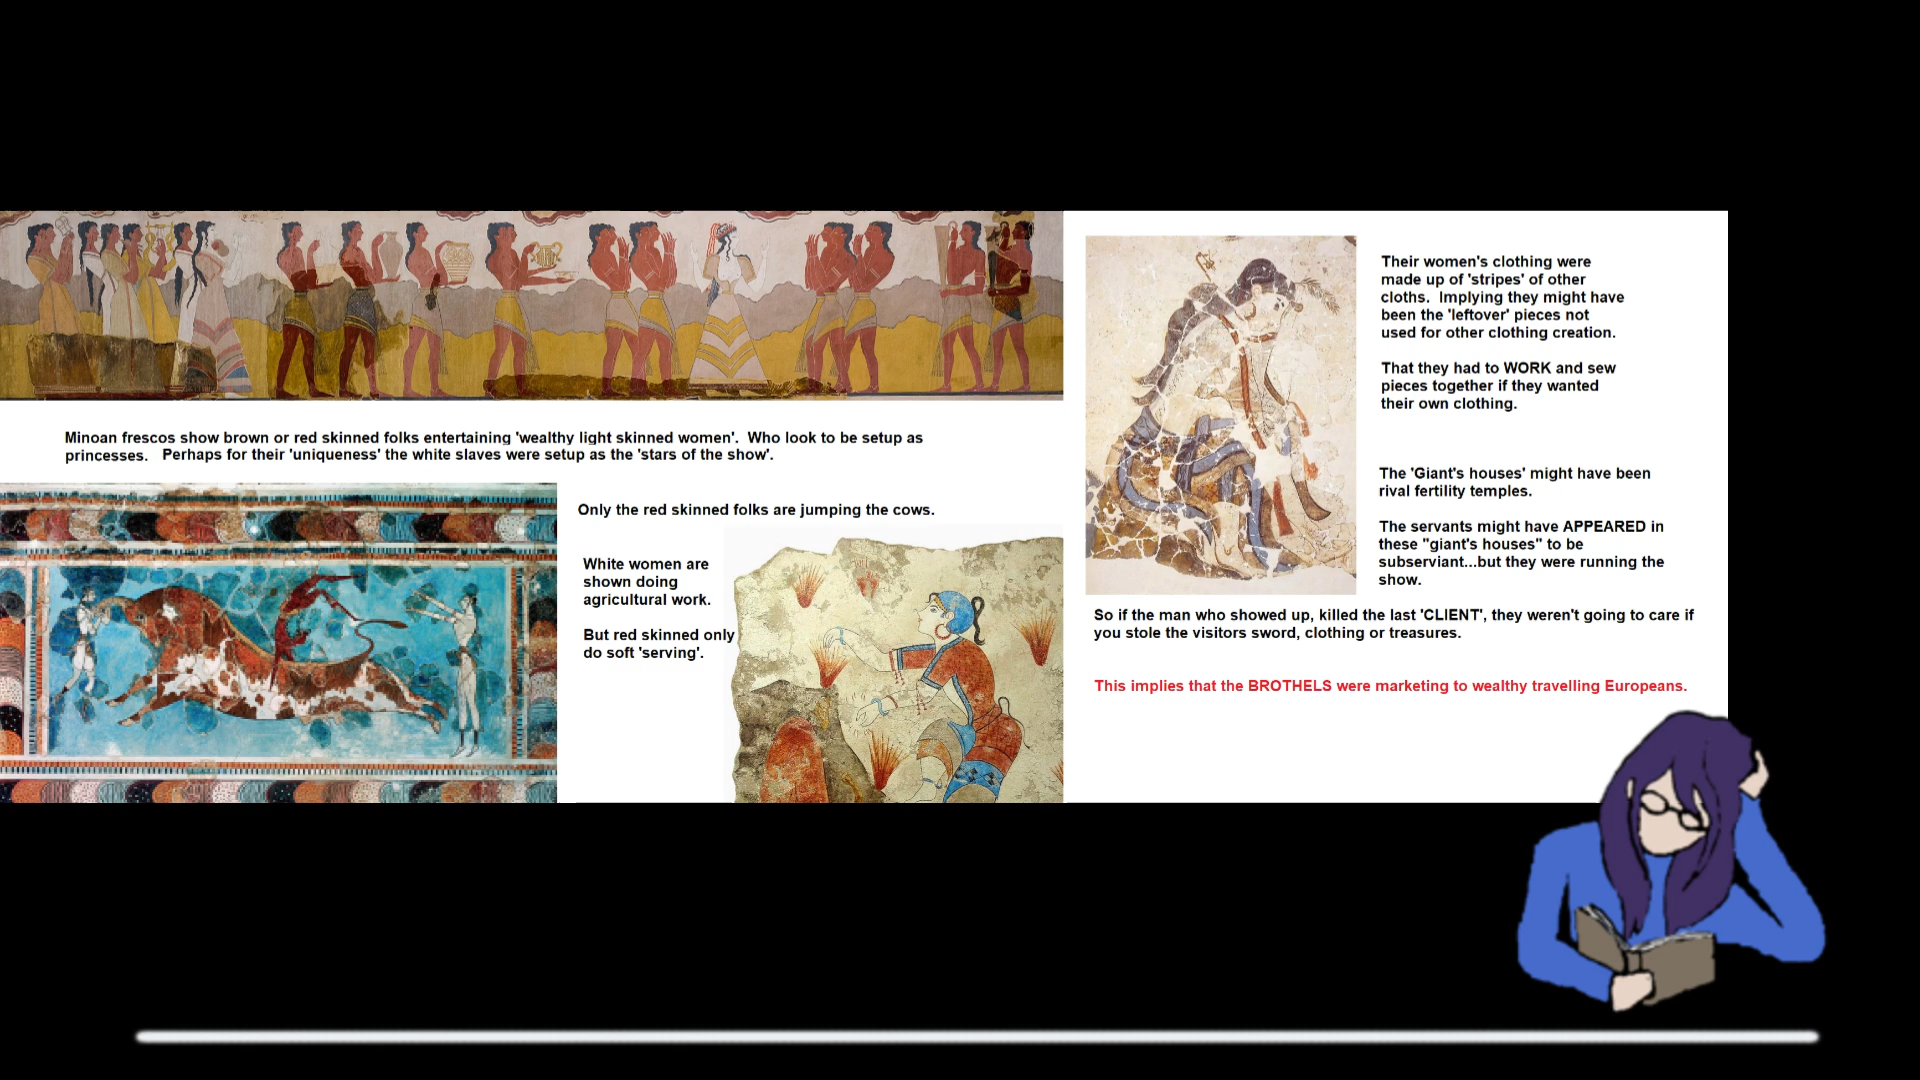 Minoan frescos show brown or red skinned folks entertaining 'wealthy light skinned women'.  Who look to be setup as
princesses.   Perhaps for their 'uniqueness' the white slaves were setup as the 'stars of the show'.
Only the red skinned folks are jumping the cows.
White women are
shown doing
agricultural work.
But red skinned only
do soft 'serving'.
Their women's clothing were
made up of 'stripes' of other
cloths.  Implying they might have
been the 'leftover' pieces not
used for other clothing creation.
That they had to WORK and sew
pieces together if they wanted
their own clothing.
The 'Giant's houses' might have been
rival fertility temples.
The servants might have APPEARED in
these "giant's houses" to be
subserviant...but they were running the
show.
So if the man who showed up, killed the last 'CLIENT', they weren't going to care if
you stole the visitors sword, clothing or treasures.
This implies that the BROTHELS were marketing to wealthy travelling Europeans.